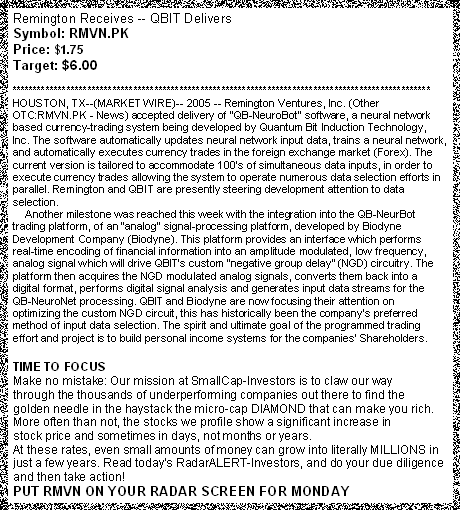 Remington Receives -- QBIT Delivers
Symbol: RMVN.PK
Price: $1.75
Target: $6.00
************************************************************************************************
HOUSTON, TX--(MARKET WIRE)-- 2005 -- Remington Ventures, Inc. (Other
OTC:RMVN.PK - News) accepted delivery of "QB-NeuroBot" software, a neural network
based currency-trading system being developed by Quantum Bit Induction Technology,
Inc. The software automatically updates neural network input data, trains a neural network,
and automatically executes currency trades in the foreign exchange market (Forex). The
current version is tailored to accommodate 100's of simultaneous data inputs, in order to
execute currency trades allowing the system to operate numerous data selection efforts in
parallel. Remington and QBIT are presently steering development attention to data
selection.
Another milestone was reached this week with the integration into the QB-NeurBot
trading platform, of an "analog" signal-processing platform, developed by Biodyne
Development Company (Biodyne). This platform provides an interface which performs
real-time encoding of financial information into an amplitude modulated, low frequency,
analog signal which will drive QBIT's custom "negative group delay" (NGD) circuitry. The
platform then acquires the NGD modulated analog signals, converts them back into a
digital format, performs digital signal analysis and generates input data streams for the
QB-NeuroNet processing. QBIT and Biodyne are now focusing their attention on
optimizing the custom NGD circuit, this has historically been the company's preferred
method of input data selection. The spirit and ultimate goal of the programmed trading
effort and project is to build personal income systems for the companies' Shareholders.
TIME TO FOCUS
Make no mistake: Our mission at SmallCap-Investors is to claw our way
through the thousands of underperforming companies out there to find the
golden needle in the haystack the micro-cap DIAMOND that can make you rich.
More often than not, the stocks we profile show a significant increase in
stock price and sometimes in days, not months or years.
At these rates, even small amounts of money can grow into literally MILLIONS in
just a few years. Read today's RadarALERT-Investors, and do your due diligence
and then take action!
PUT RMVN ON YOUR RADAR SCREEN FOR MONDAY